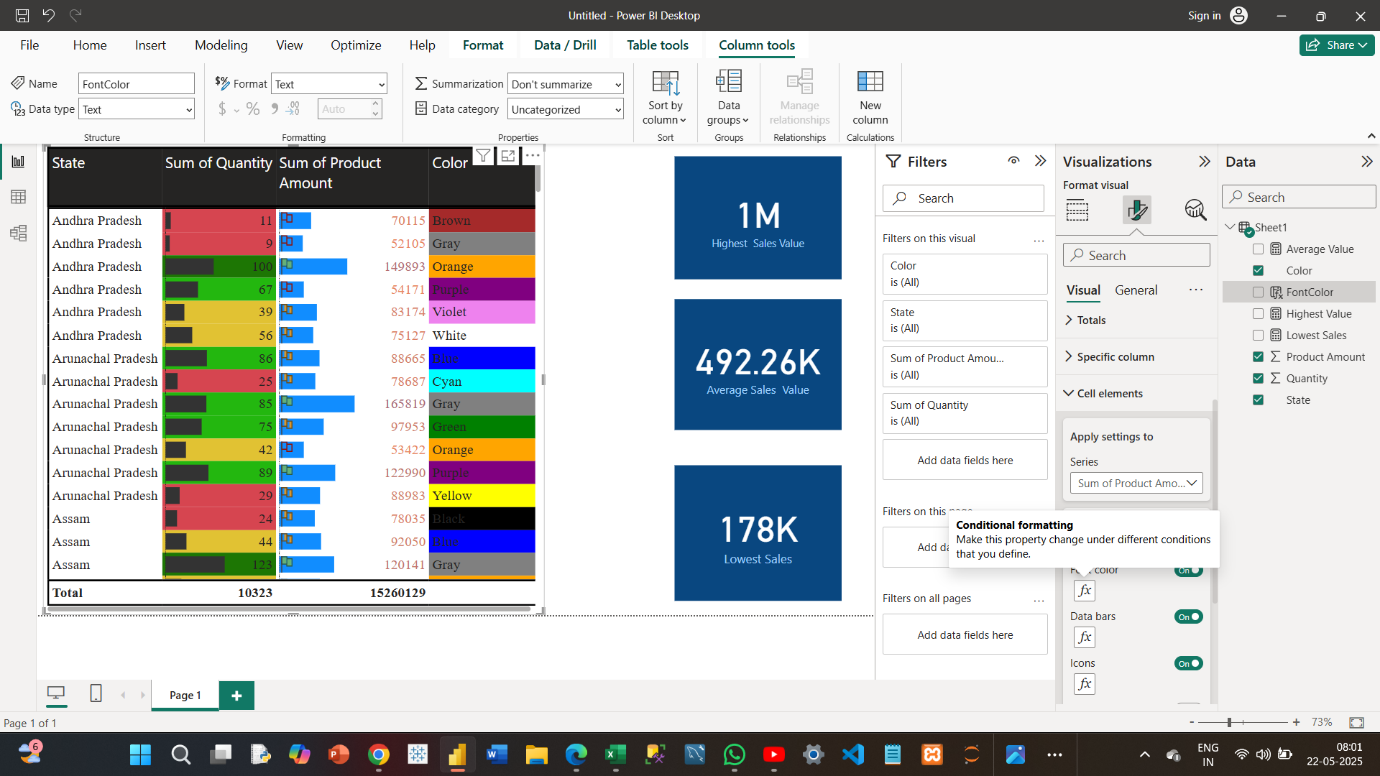 Untitled - Power BI Desktop
Sign in
File Home Insert Modeling View Optimize Help Format Data / Drill Table tools Column tools
Share
Name FontColor
Data type Text
Structure
Format Text
$ % Auto
Formatting
Summarization Don't summarize
Data category Uncategorized
Properties
Sort by
column
Sort
Data
groups
Groups
Manage
relationships
Relationships
New
column
Calculations
State Sum of Quantity Sum of Product Amount Color
Andhra Pradesh 11 70115 Brown
Andhra Pradesh 9 52105 Gray
Andhra Pradesh 100 149893 Orange
Andhra Pradesh 67 54171 Purple
Andhra Pradesh 39 83174 Violet
Andhra Pradesh 56 75127 White
Arunachal Pradesh 86 88665 Blue
Arunachal Pradesh 25 78687 Cyan
Arunachal Pradesh 85 165819 Gray
Arunachal Pradesh 75 97953 Green
Arunachal Pradesh 42 53422 Orange
Arunachal Pradesh 89 122990 Purple
Arunachal Pradesh 29 88983 Yellow
Assam 24 78035 Black
Assam 44 92050 Blue
Assam 123 120141 Gray
Total 10323 15260129
1M
Highest Sales Value
492.26K
Average Sales Value
178K
Lowest Sales
Filters
Search
Filters on this visual ...
Color
is (All)
State
is (All)
Sum of Product Amou...
is (All)
Sum of Quantity
is (All)
Add data fields here
Filters on this page
Add da
Filters on all pages ...
Add data fields here
Visualizations
Format visual
Search
Visual General ...
Totals
Specific column
Cell elements
Apply settings to
Series
Sum of Product Amo...
Conditional formatting
Make this property change under different conditions
that you define.
Font color On
fx
Data bars On
fx
Icons On
fx
Data
Search
Sheet1
Average Value
Color
FontColor
Highest Value
Lowest Sales
Product Amount
Quantity
State
Page 1
Page 1 of 1
- + 73%
6
ENG
IN
08:01
22-05-2025